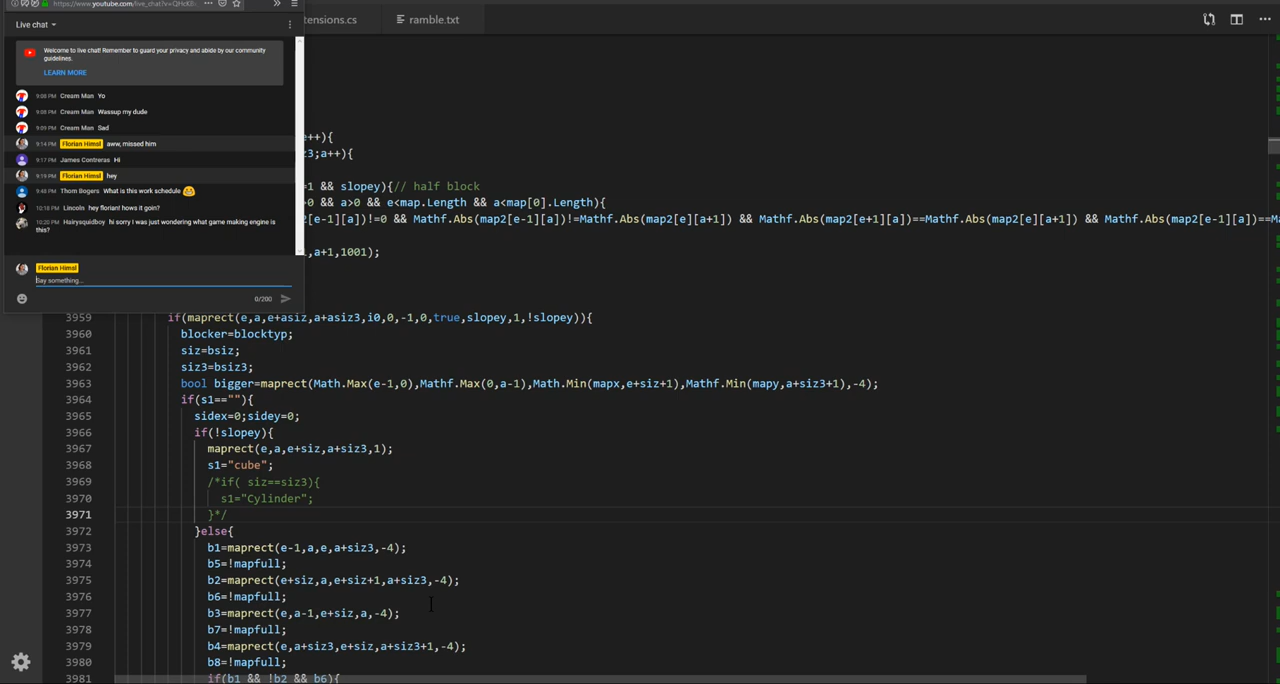 https://www.youtube.com/live_chat?v=QHcKE
Live chat
Welcome to live chat! Remember to guard your privacy and abide by our community
guidelines.
LEARN MORE
9:08 PM Cream Man Yo
9:08 PM Cream Man Wassup my dude
9:09 PM Cream Man Sad
9:14 PM Florian Himsl aww, missed him
9:17 PM James Contreras Hi
9:19 PM Florian Himsl hey
9:48 PM Thom Bogers What is this work schedule 😂
10:18 PM Lincoln hey florian! hows it goin?
10:20 PM Hairysquidboy hi sorry I was just wondering what game making engine is
this?
Florian Himsl
Say something...
0/200
tensions.cs
ramble.txt
++){
3;a++){
=1 && slopey){// half block
>0 && a>0 && e<map.Length && a<map[0].Length){
2[e-1][a])!=0 && Mathf.Abs(map2[e-1][a])!=Mathf.Abs(map2[e][a+1]) && Mathf.Abs(map2[e+1][a])==Mathf.Abs(map2[e][a+1]) && Mathf.Abs(map2[e-1][a])==M
,a+1,1001);
3959 if(maprect(e,a,e+asiz,a+asiz3,i0,0,-1,0,true,slopey,1,!slopey)){
3960 blocker=blocktyp;
3961 siz=bsiz;
3962 siz3=bsiz3;
3963 bool bigger=maprect(Math.Max(e-1,0),Mathf.Max(0,a-1),Math.Min(mapx,e+siz+1),Mathf.Min(mapy,a+siz3+1),-4);
3964 if(s1==""){
3965 sidex=0;sidey=0;
3966 if(!slopey){
3967 maprect(e,a,e+siz,a+siz3,1);
3968 s1="cube";
3969 /*if( siz==siz3){
3970 s1="Cylinder";
3971 }*/
3972 }else{
3973 b1=maprect(e-1,a,e,a+siz3,-4);
3974 b5=!mapfull;
3975 b2=maprect(e+siz,a,e+siz+1,a+siz3,-4);
3976 b6=!mapfull;
3977 b3=maprect(e,a-1,e+siz,a,-4);
3978 b7=!mapfull;
3979 b4=maprect(e,a+siz3,e+siz,a+siz3+1,-4);
3980 b8=!mapfull;
3981 if(b1 && !b2 && b6){